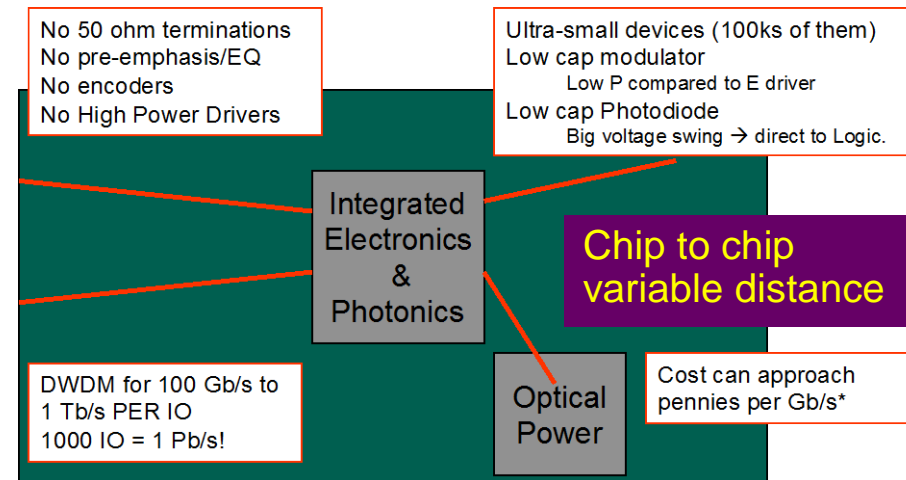 No 50 ohm terminations
No pre-emphasis/EQ
No encoders
No High Power Drivers
Ultra-small devices (100ks of them)
Low cap modulator
Low P compared to E driver
Low cap Photodiode
Big voltage swing → direct to Logic.
Integrated
Electronics
&
Photonics
Chip to chip
variable distance
DWDM for 100 Gb/s to
1 Tb/s PER IO
1000 IO = 1 Pb/s!
Optical
Power
Cost can approach
pennies per Gb/s*